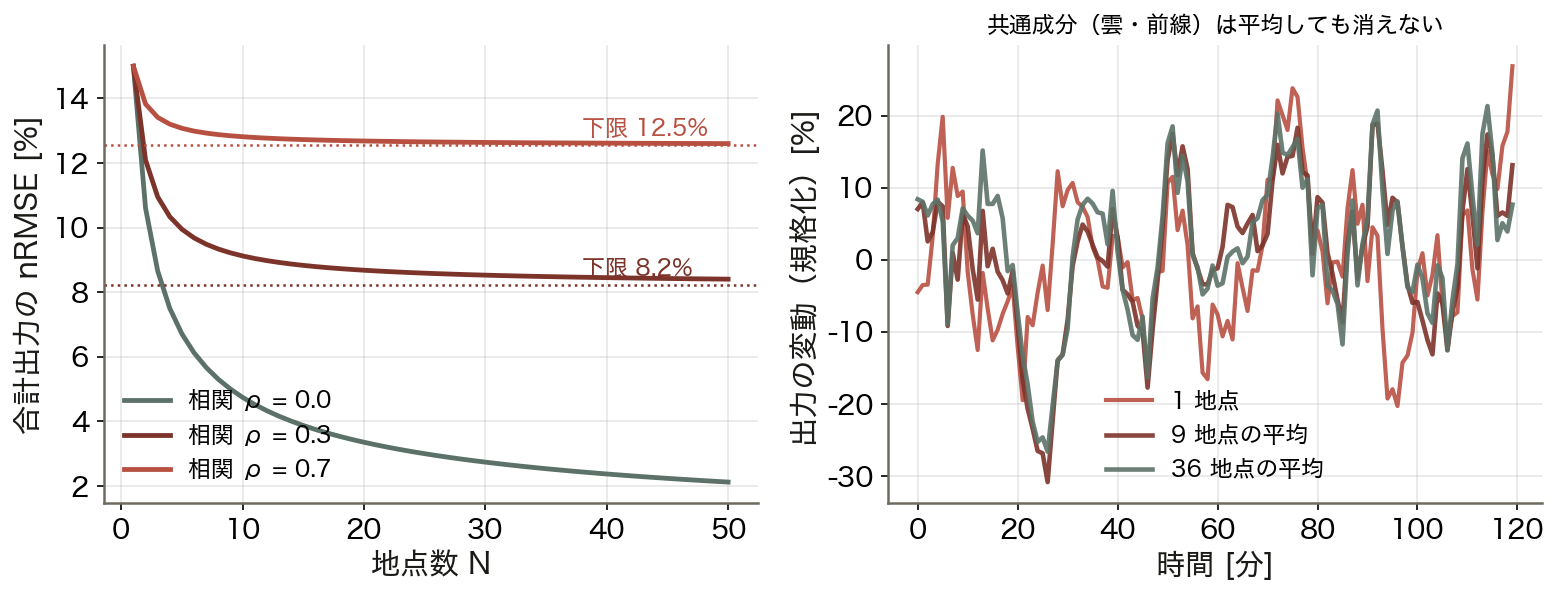 合計出力の nRMSE [%]
14
12
10
8
6
4
2
下限 12.5%
下限 8.2%
相関 ρ = 0.0
相関 ρ = 0.3
相関 ρ = 0.7
0 10 20 30 40 50
地点数 N
共通成分（雲・前線）は平均しても消えない
出力の変動（規格化） [%]
20
10
0
-10
-20
-30
1 地点
9 地点の平均
36 地点の平均
0 20 40 60 80 100 120
時間 [分]